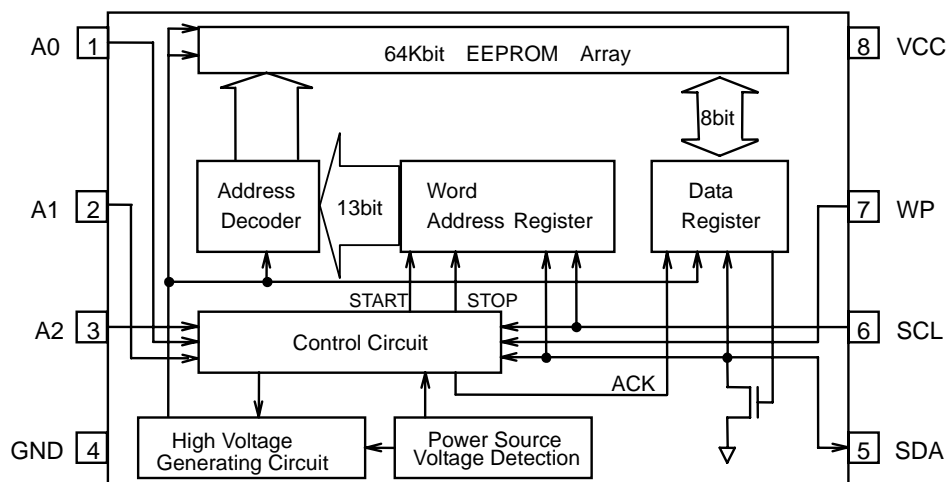 A0
1
64Kbit EEPROM Array
8
VCC
8bit
A1
2
Address
Decoder
13bit
Word
Address Register
Data
Register
7
WP
START
STOP
A2
3
Control Circuit
6
SCL
ACK
GND
4
High Voltage
Generating Circuit
Power Source
Voltage Detection
5
SDA